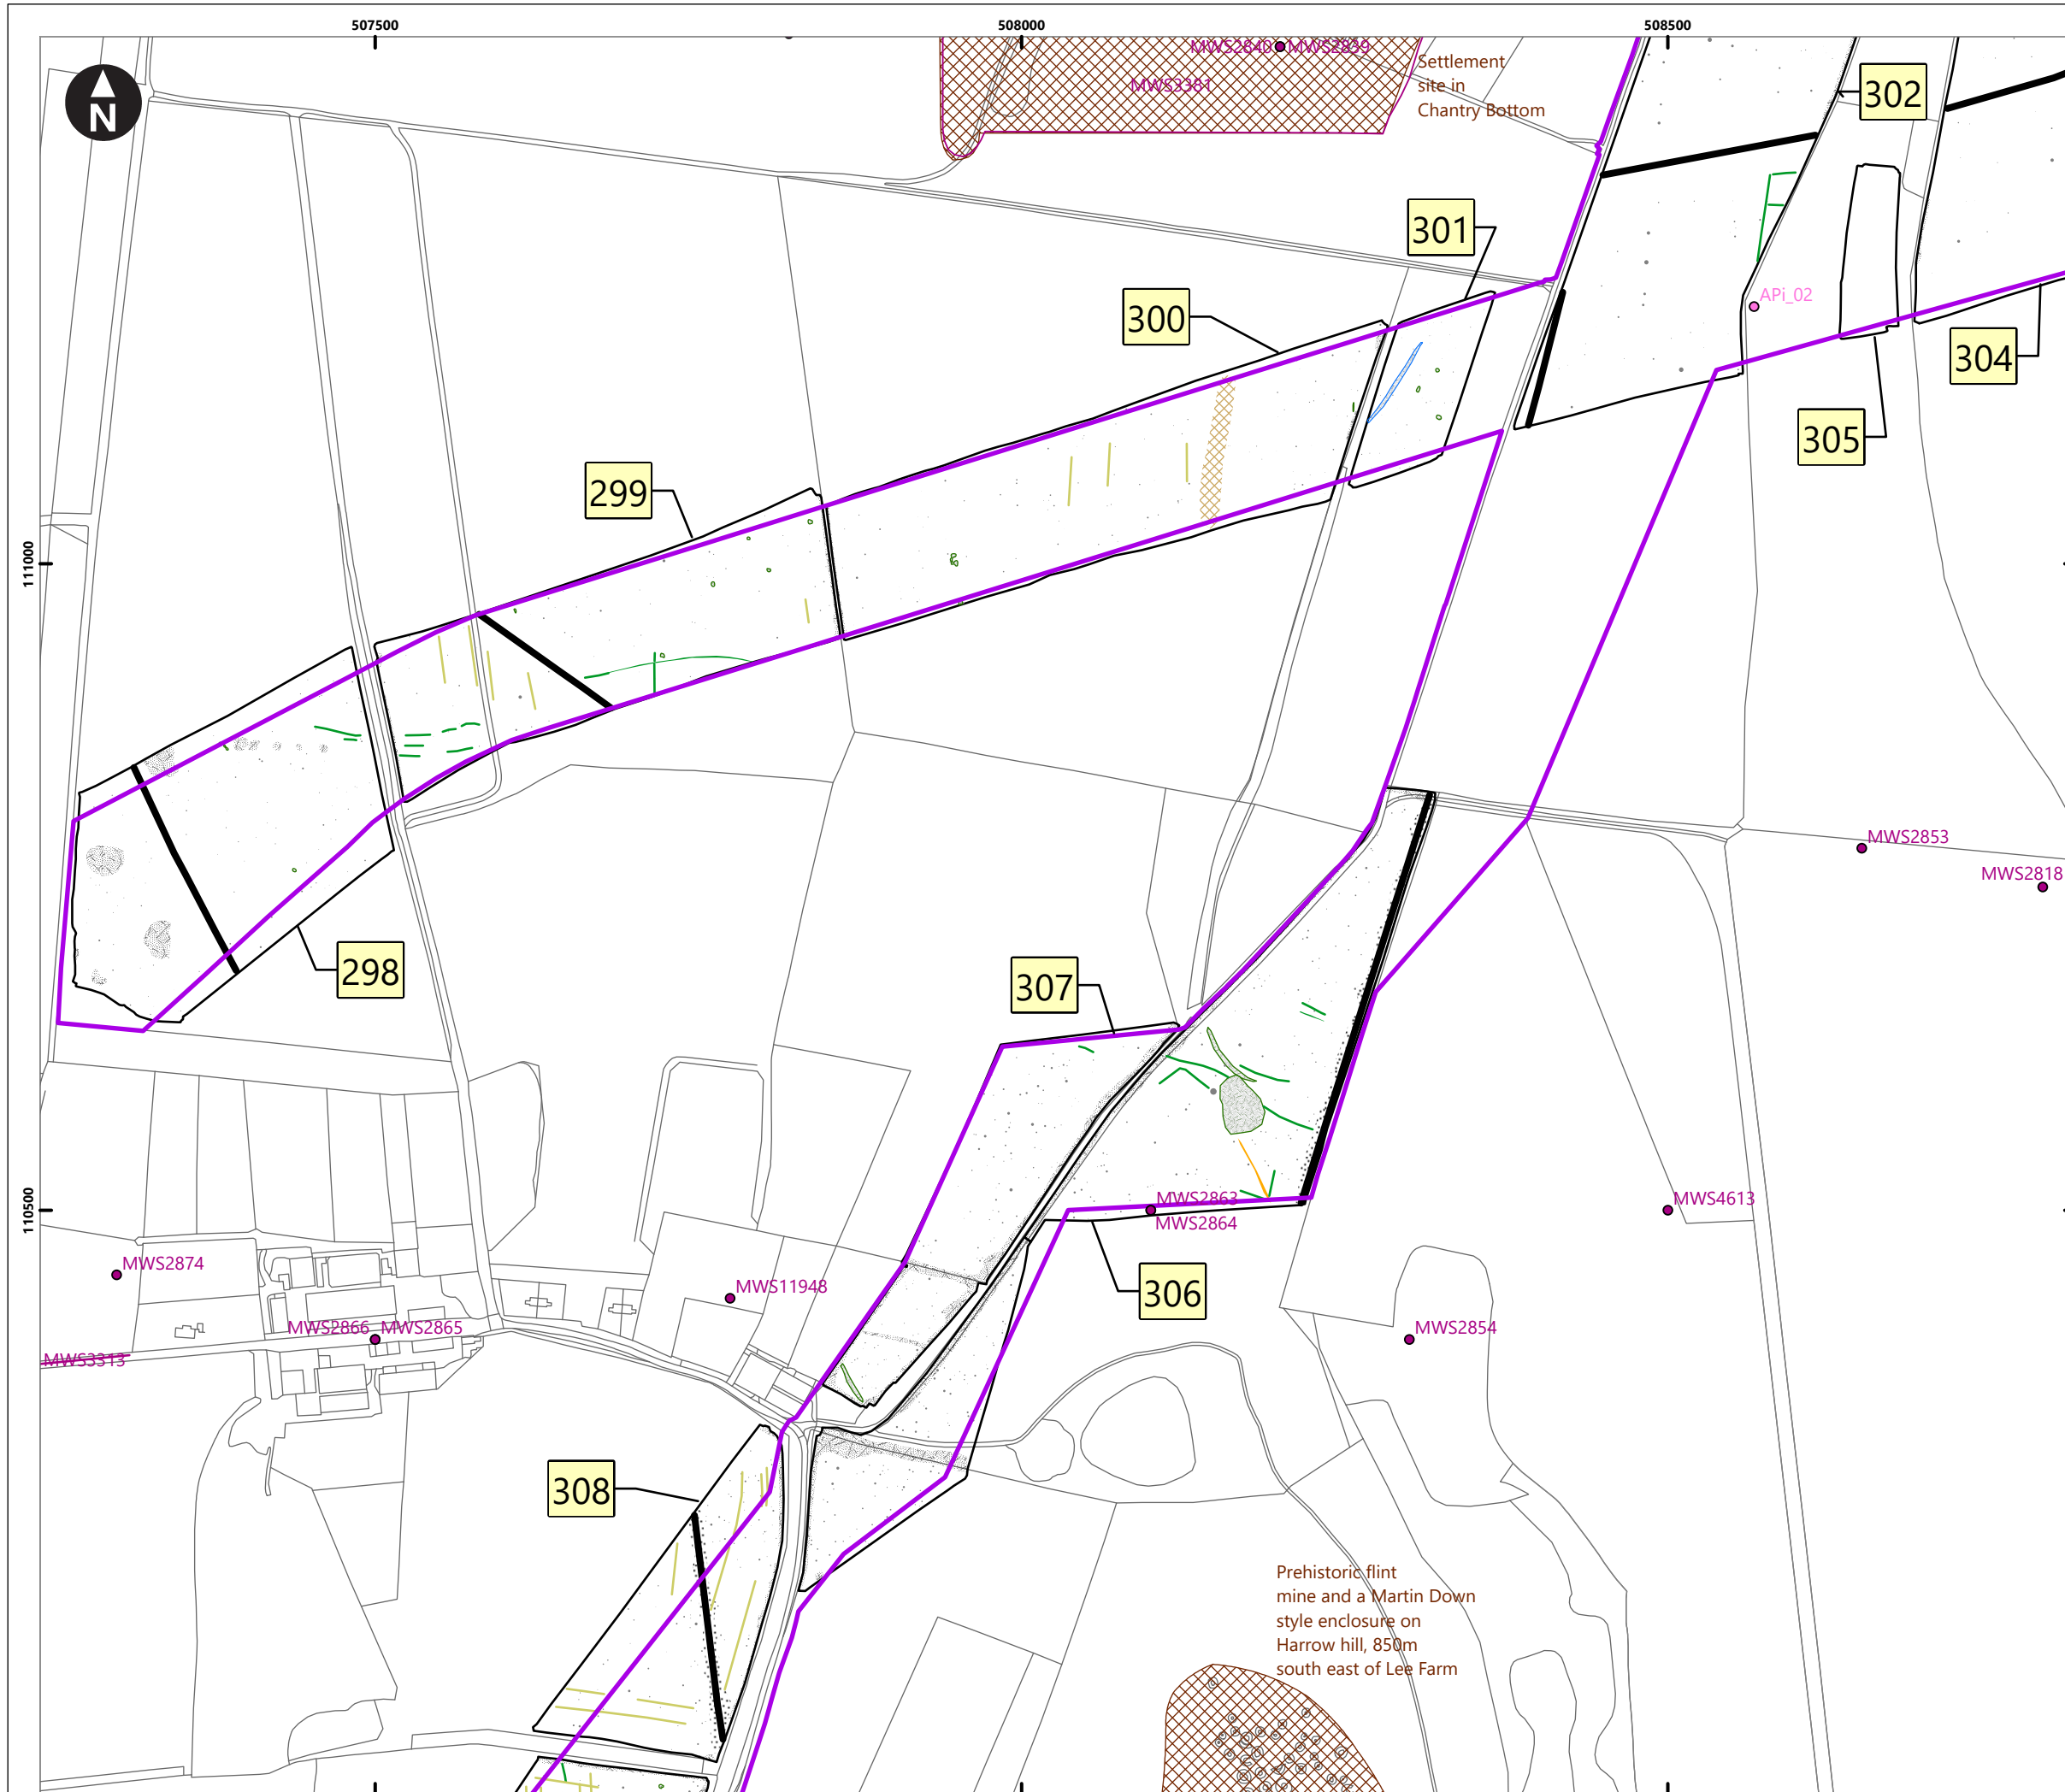 507500
508000
508500
N
MWS2840
MWS2839
MWS3381
Settlement
site in
Chantry Bottom
302
301
300
APi_02
304
305
299
111000
298
307
MWS2853
MWS2818
110500
MWS2863
MWS2864
MWS4613
306
MWS2874
MWS11948
MWS2866
MWS2865
MWS2854
MWS3313
308
Prehistoric flint
mine and a Martin Down
style enclosure on
Harrow hill, 850m
south east of Lee Farm